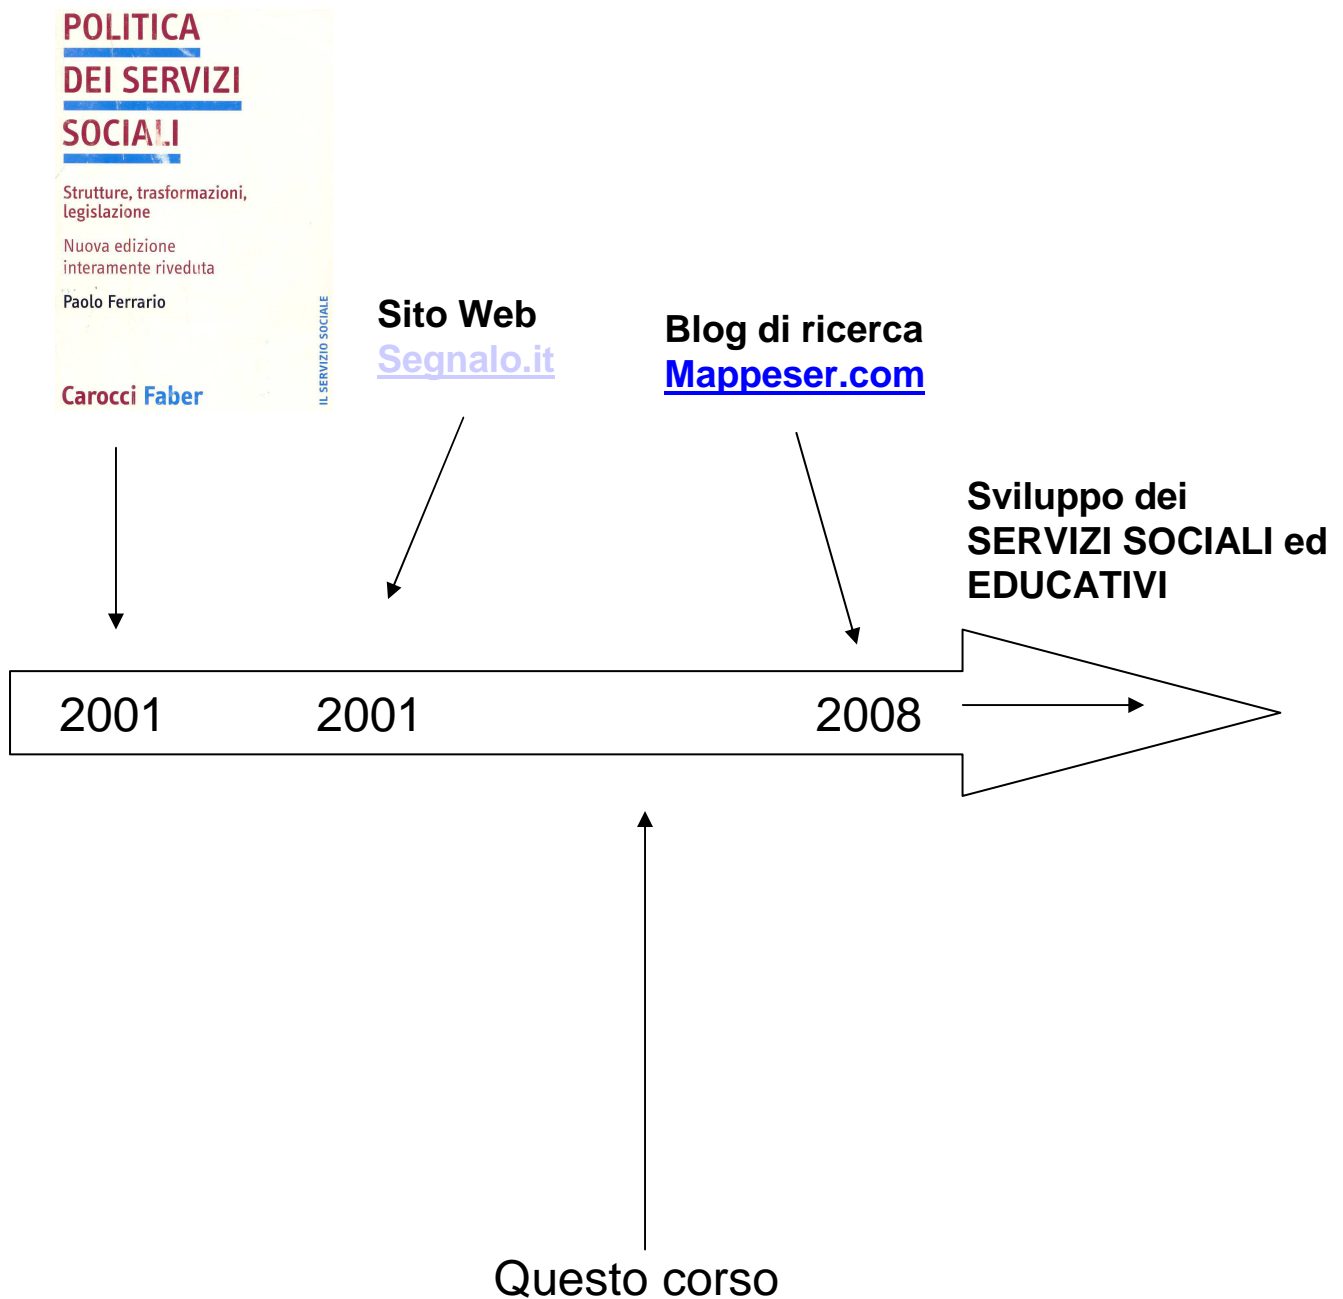 POLITICA
DEI SERVIZI
SOCIALI
Strutture, trasformazioni,
legislazione
Nuova edizione
interamente riveduta
Paolo Ferrario
IL SERVIZIO SOCIALE
Carocci Faber
Sito Web
Segnalo.it
Blog di ricerca
Mappeser.com
Sviluppo dei
SERVIZI SOCIALI ed
EDUCATIVI
2001
2001
2008
Questo corso